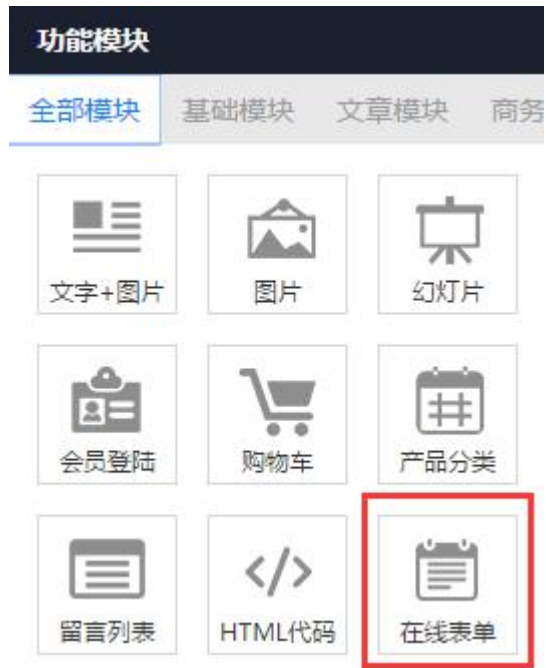 功能模块
全部模块 基础模块 文章模块 商务
文字+图片 图片 幻灯片
会员登陆 购物车 产品分类
留言列表 HTML代码 在线表单